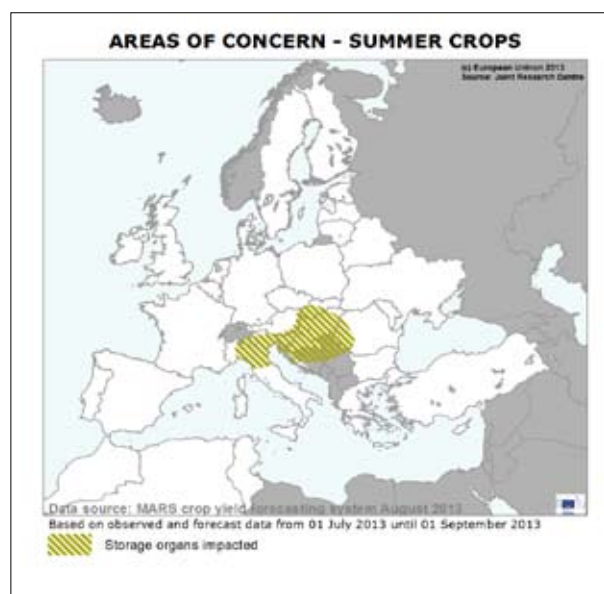 AREAS OF CONCERN - SUMMER CROPS
(c) European Union 2013
Source: Joint Research Centre
Data source: MARS crop yield forecasting system August 2013
Based on observed and forecast data from 01 July 2013 until 01 September 2013
Storage organs impacted